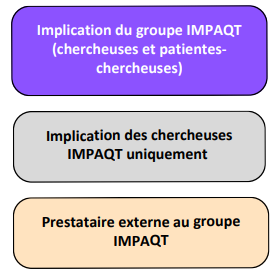 Implication du groupe IMPAQT
(chercheuses et patientes-
chercheuses)
Implication des chercheuses
IMPAQT uniquement
Prestataire externe au groupe
IMPAQT